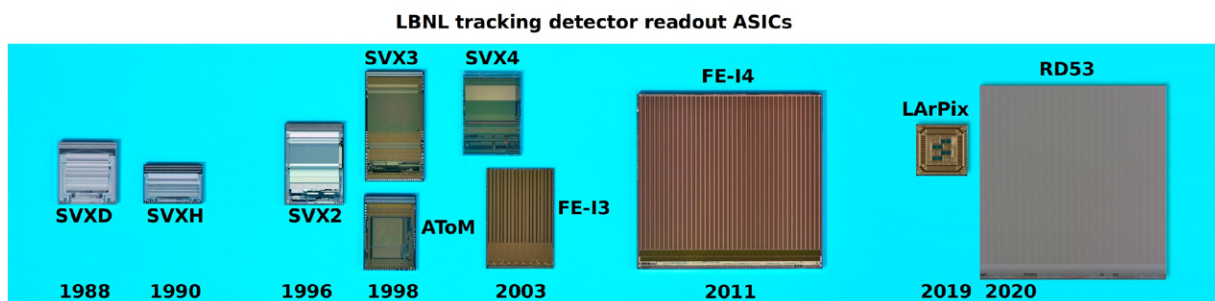 LBNL tracking detector readout ASICs
SVX3 SVX4 FE-I4 RD53
LArPix
SVXD SVXH SVX2 AToM FE-I3
1988 1990 1996 1998 2003 2011 2019 2020